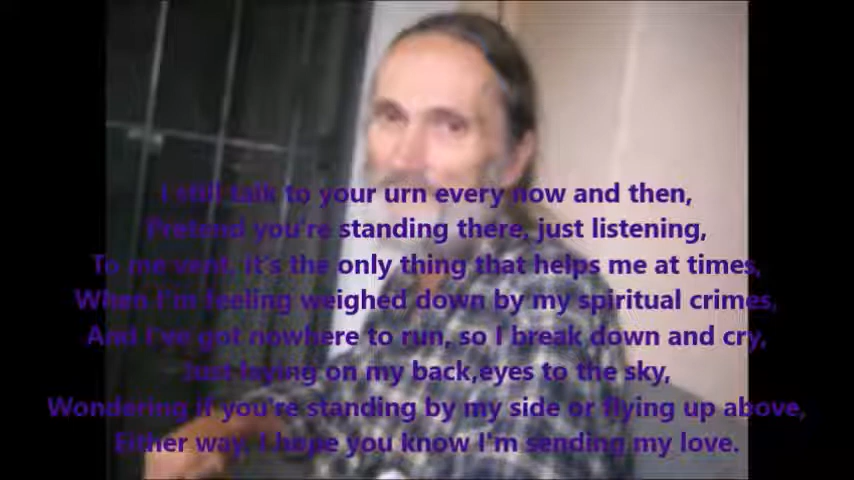 I still talk to your urn every now and then,
Pretend you're standing there, just listening,
To me vent, it's the only thing that helps me at times,
When I'm feeling weighed down by my spiritual crimes,
And I've got nowhere to run, so I break down and cry,
Just laying on my back,eyes to the sky,
Wondering if you're standing by my side or flying up above,
Either way, I hope you know I'm sending my love.